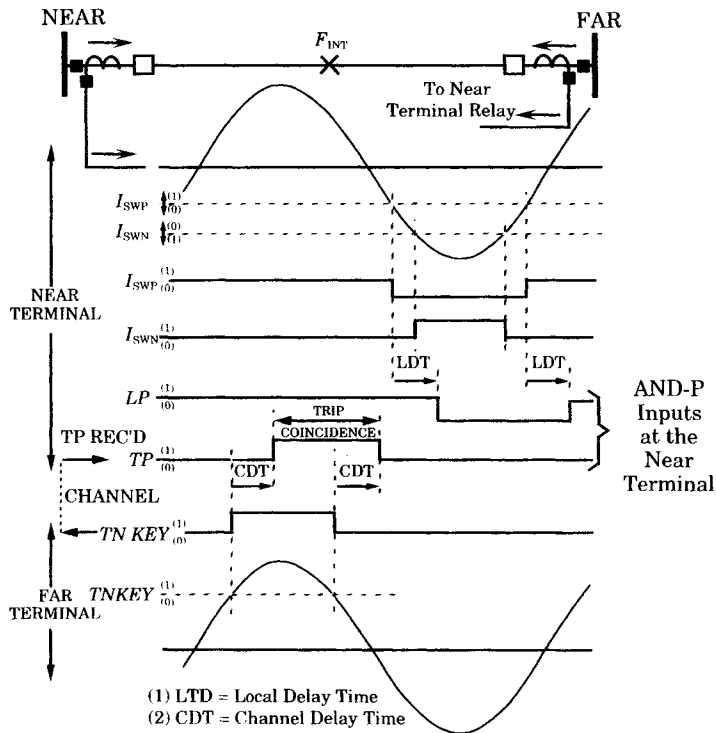 NEAR
FAR
F_INT
To Near
Terminal Relay
I_SWP (1)
(0)
I_SWN (0)
(1)
I_SWP (1)
(0)
NEAR
TERMINAL
I_SWN (1)
(0)
LDT
LDT
LP (1)
(0)
AND-P
Inputs
at the
Near
Terminal
TRIP
COINCIDENCE
TP REC'D
TP (1)
(0)
CDT
CDT
CHANNEL
TN KEY (1)
(0)
TNKEY (1)
(0)
FAR
TERMINAL
(1) LTD = Local Delay Time
(2) CDT = Channel Delay Time